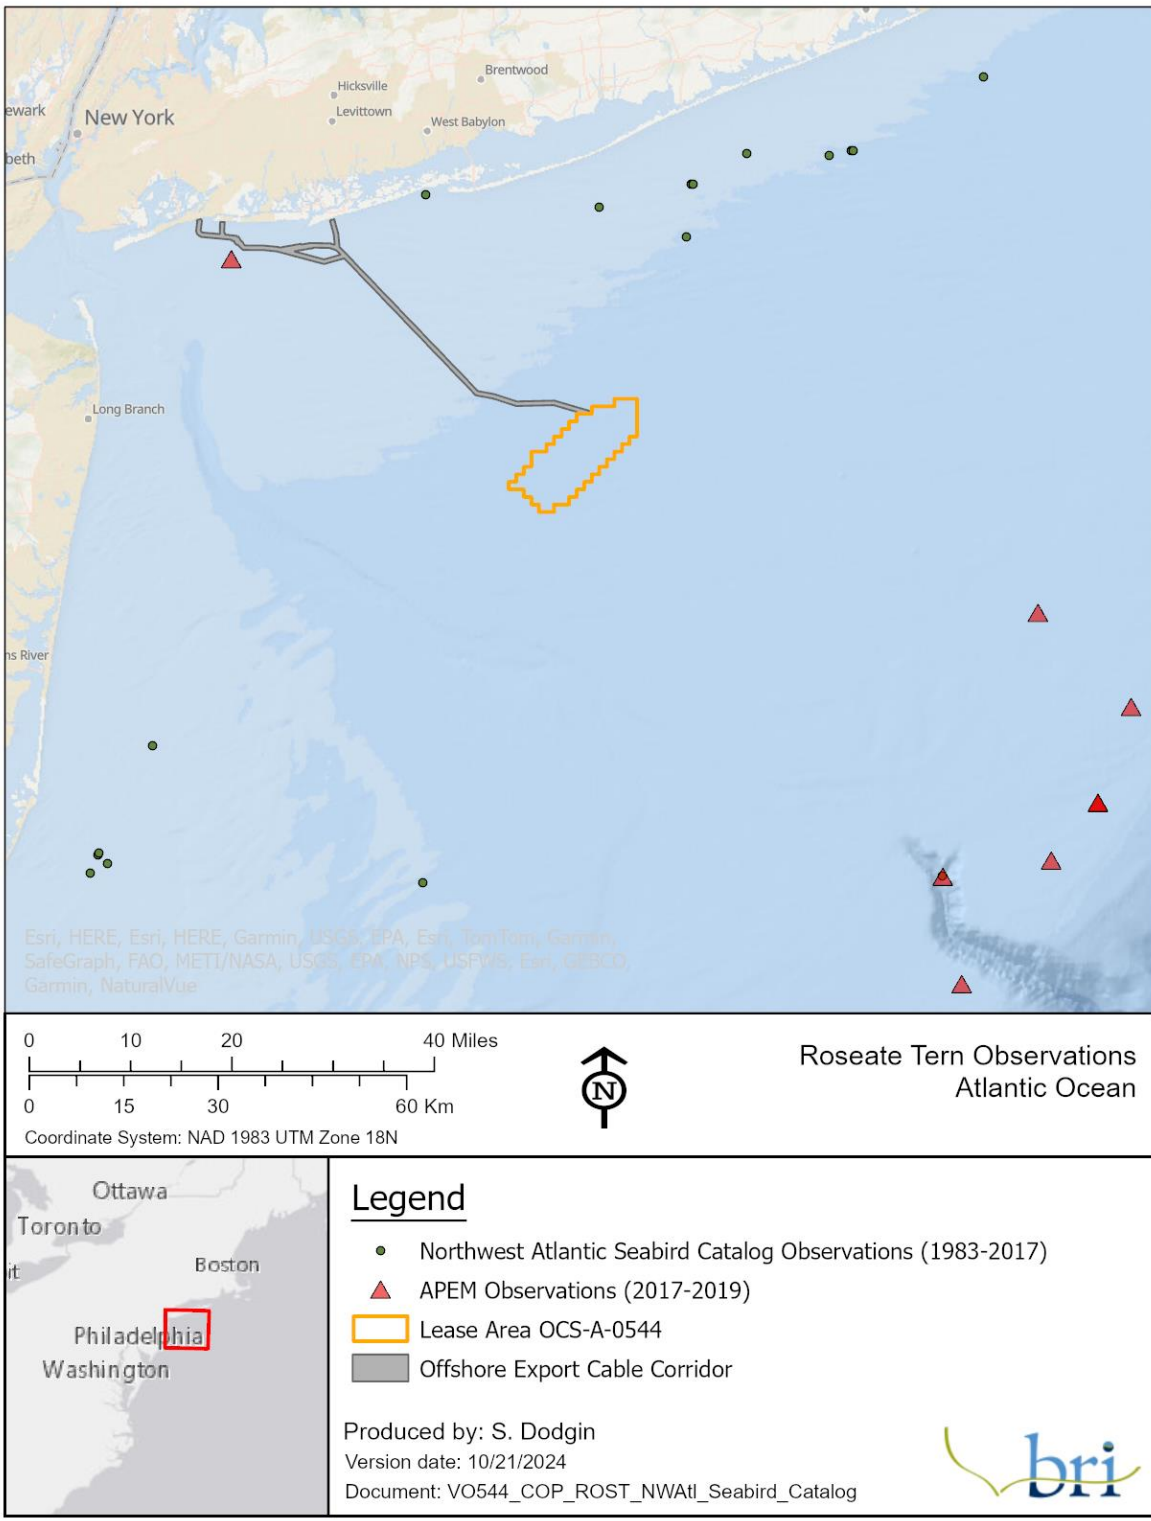 Brentwood
Hicksville
ewark
New York
Levittown
West Babylon
beth
Long Branch
ns River
Esri, HERE, Esri, HERE, Garmin, USGS, EPA, Esri, TomTom, Garmin,
SafeGraph, FAO, METI/NASA, USGS, EPA, NPS, USFWS, Esri, GEBCO,
Garmin, NaturalVue
0 10 20 40 Miles
0 15 30 60 Km
Coordinate System: NAD 1983 UTM Zone 18N
N
Roseate Tern Observations
Atlantic Ocean
Ottawa
Toronto
it
Boston
Philadelphia
Washington
Legend
Northwest Atlantic Seabird Catalog Observations (1983-2017)
APEM Observations (2017-2019)
Lease Area OCS-A-0544
Offshore Export Cable Corridor
Produced by: S. Dodgin
Version date: 10/21/2024
Document: VO544_COP_ROST_NWAtl_Seabird_Catalog
bri